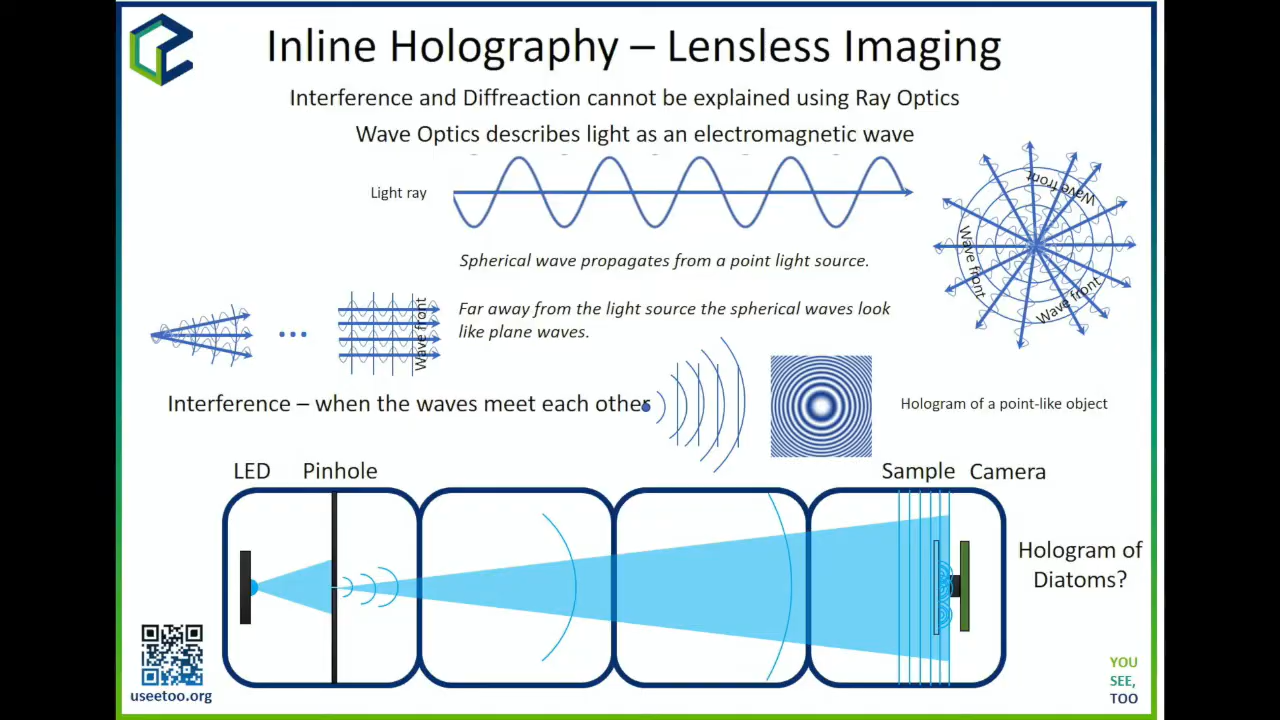 Inline Holography – Lensless Imaging
Interference and Diffreaction cannot be explained using Ray Optics
Wave Optics describes light as an electromagnetic wave
Light ray
Wave front
Wave front
Wave front
Spherical wave propagates from a point light source.
Far away from the light source the spherical waves look
like plane waves.
Wave front
Interference – when the waves meet each other
Hologram of a point-like object
LED
Pinhole
Sample
Camera
Hologram of
Diatoms?
useetoo.org
YOU
SEE,
TOO